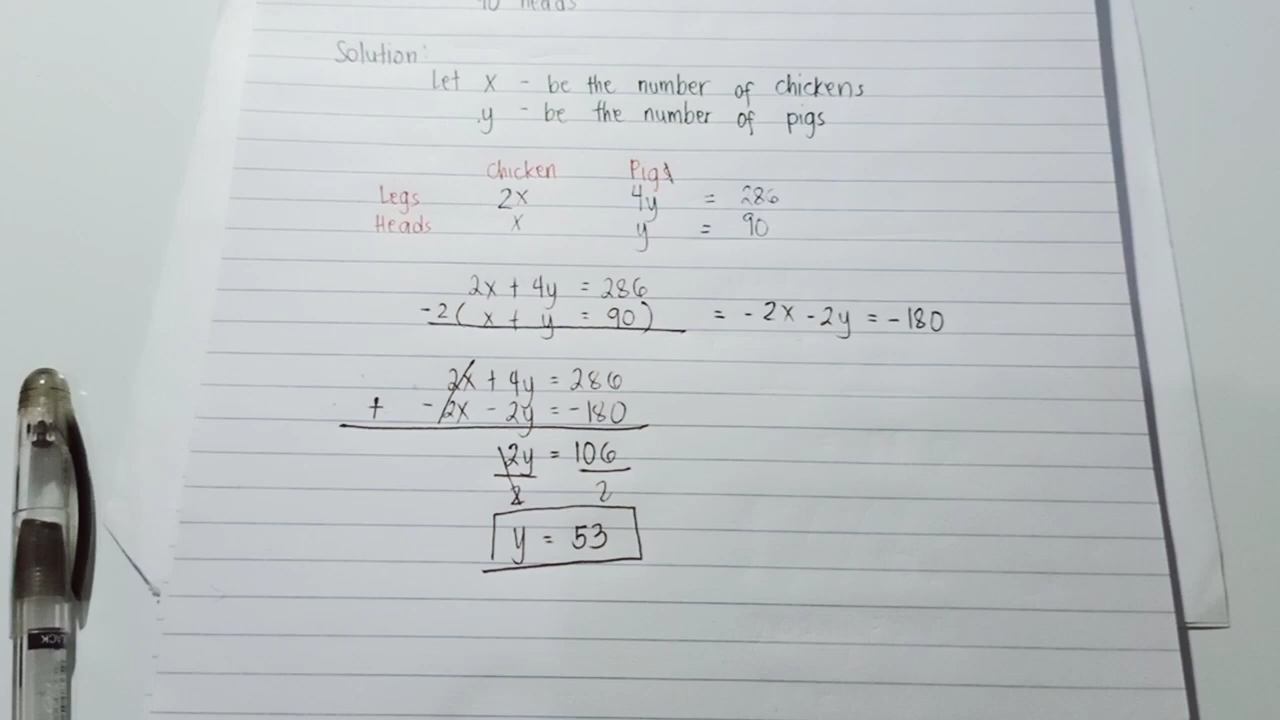 90 heads
Solution:
Let x - be the number of chickens
y - be the number of pigs
Chicken Pigs
Legs 2x 4y = 286
Heads x y = 90
2x + 4y = 286
-2( x + y = 90) = -2x - 2y = -180
2x + 4y = 286
+ -2x - 2y = -180
2y = 106
2 2
y = 53